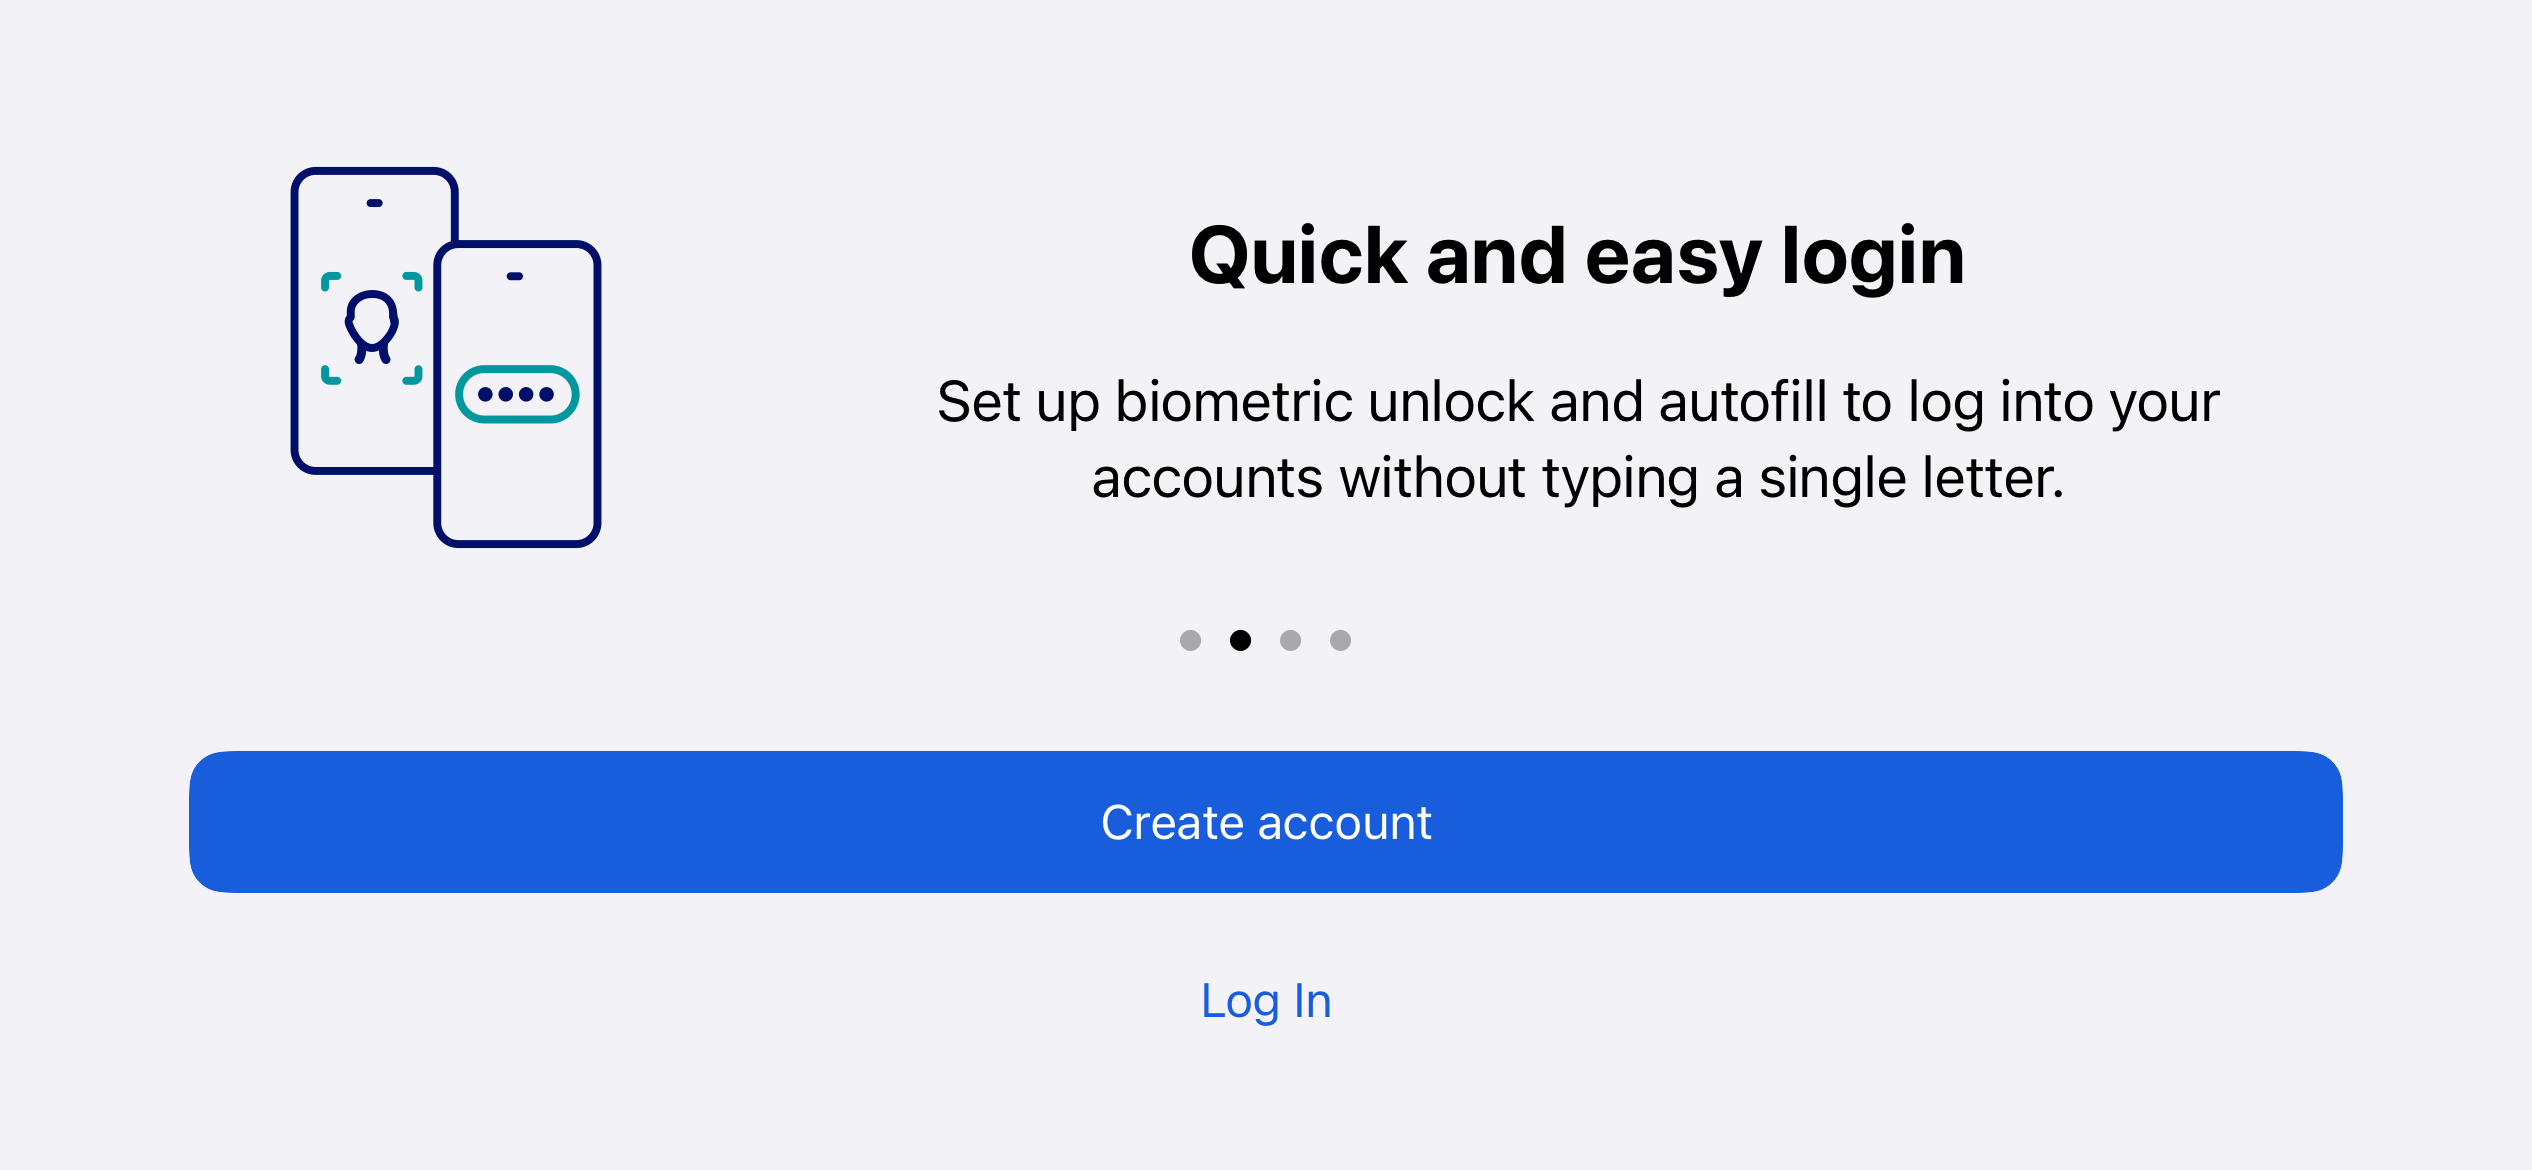 Quick and easy login
Set up biometric unlock and autofill to log into your
accounts without typing a single letter.
Create account
Log In